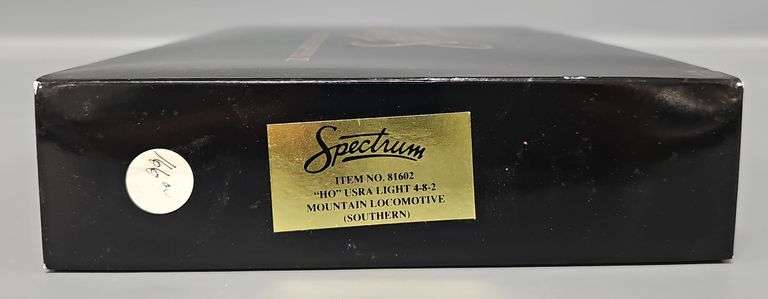 Spectrum
ITEM NO. 81602
"HO" USRA LIGHT 4-8-2
MOUNTAIN LOCOMOTIVE
(SOUTHERN)